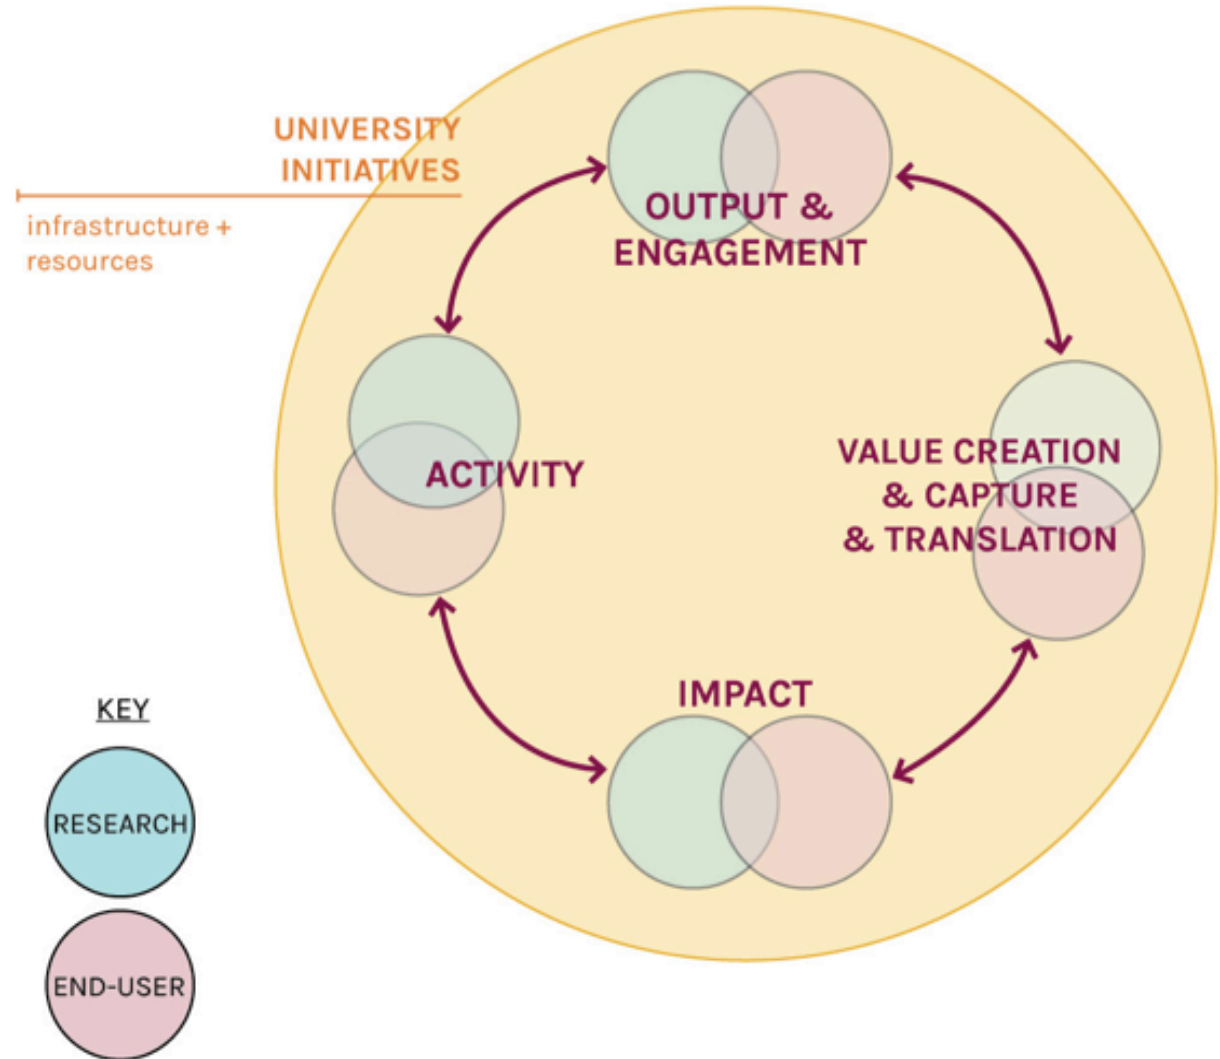 UNIVERSITY
INITIATIVES
infrastructure +
resources
OUTPUT &
ENGAGEMENT
ACTIVITY
VALUE CREATION
& CAPTURE
& TRANSLATION
IMPACT
KEY
RESEARCH
END-USER